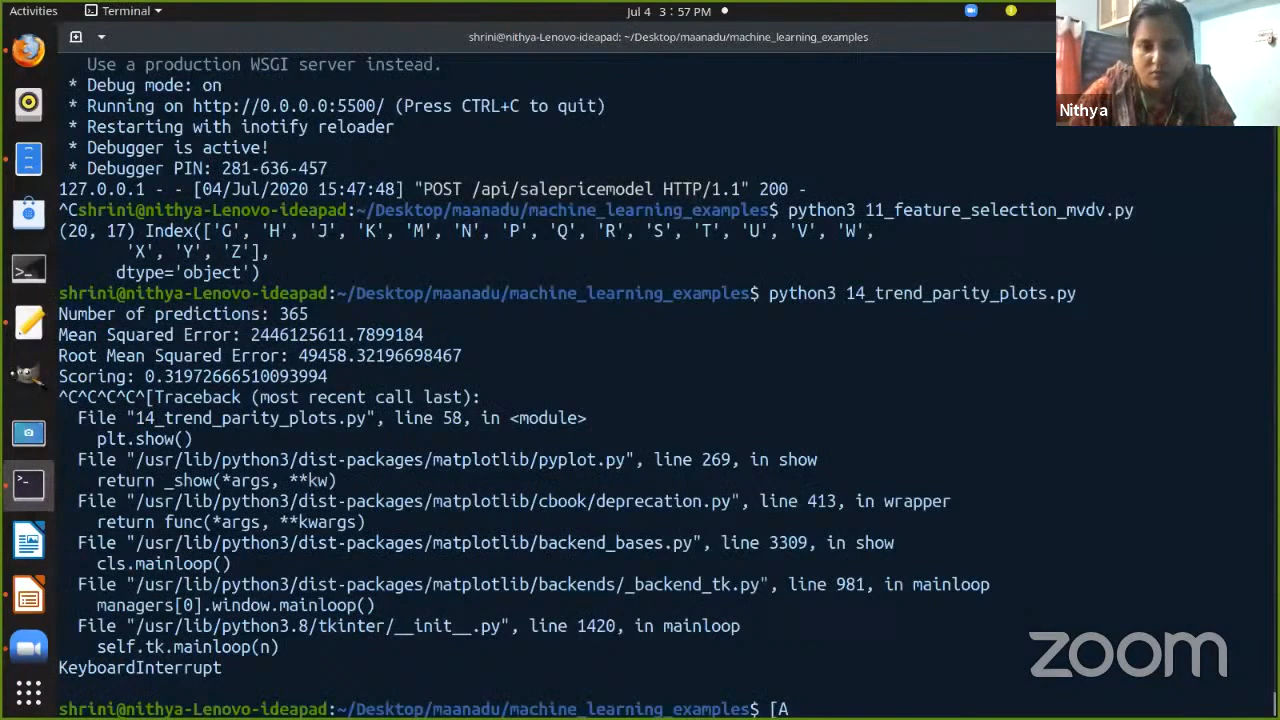 Activities
Terminal
Jul 4 3:57 PM
shrini@nithya-Lenovo-ideapad: ~/Desktop/maanadu/machine_learning_examples
Nithya
Use a production WSGI server instead.
* Debug mode: on
* Running on http://0.0.0.0:5500/ (Press CTRL+C to quit)
* Restarting with inotify reloader
* Debugger is active!
* Debugger PIN: 281-636-457
127.0.0.1 - - [04/Jul/2020 15:47:48] "POST /api/salepricemodel HTTP/1.1" 200 -
^Cshrini@nithya-Lenovo-ideapad:~/Desktop/maanadu/machine_learning_examples$ python3 11_feature_selection_mvdv.py
(20, 17) Index(['G', 'H', 'J', 'K', 'M', 'N', 'P', 'Q', 'R', 'S', 'T', 'U', 'V', 'W',
'X', 'Y', 'Z'],
dtype='object')
shrini@nithya-Lenovo-ideapad:~/Desktop/maanadu/machine_learning_examples$ python3 14_trend_parity_plots.py
Number of predictions: 365
Mean Squared Error: 2446125611.7899184
Root Mean Squared Error: 49458.32196698467
Scoring: 0.31972666510093994
^C^C^C^C^[Traceback (most recent call last):
File "14_trend_parity_plots.py", line 58, in <module>
plt.show()
File "/usr/lib/python3/dist-packages/matplotlib/pyplot.py", line 269, in show
return _show(*args, **kw)
File "/usr/lib/python3/dist-packages/matplotlib/cbook/deprecation.py", line 413, in wrapper
return func(*args, **kwargs)
File "/usr/lib/python3/dist-packages/matplotlib/backend_bases.py", line 3309, in show
cls.mainloop()
File "/usr/lib/python3/dist-packages/matplotlib/backends/_backend_tk.py", line 981, in mainloop
managers[0].window.mainloop()
File "/usr/lib/python3.8/tkinter/__init__.py", line 1420, in mainloop
self.tk.mainloop(n)
KeyboardInterrupt
shrini@nithya-Lenovo-ideapad:~/Desktop/maanadu/machine_learning_examples$ [A
zoom